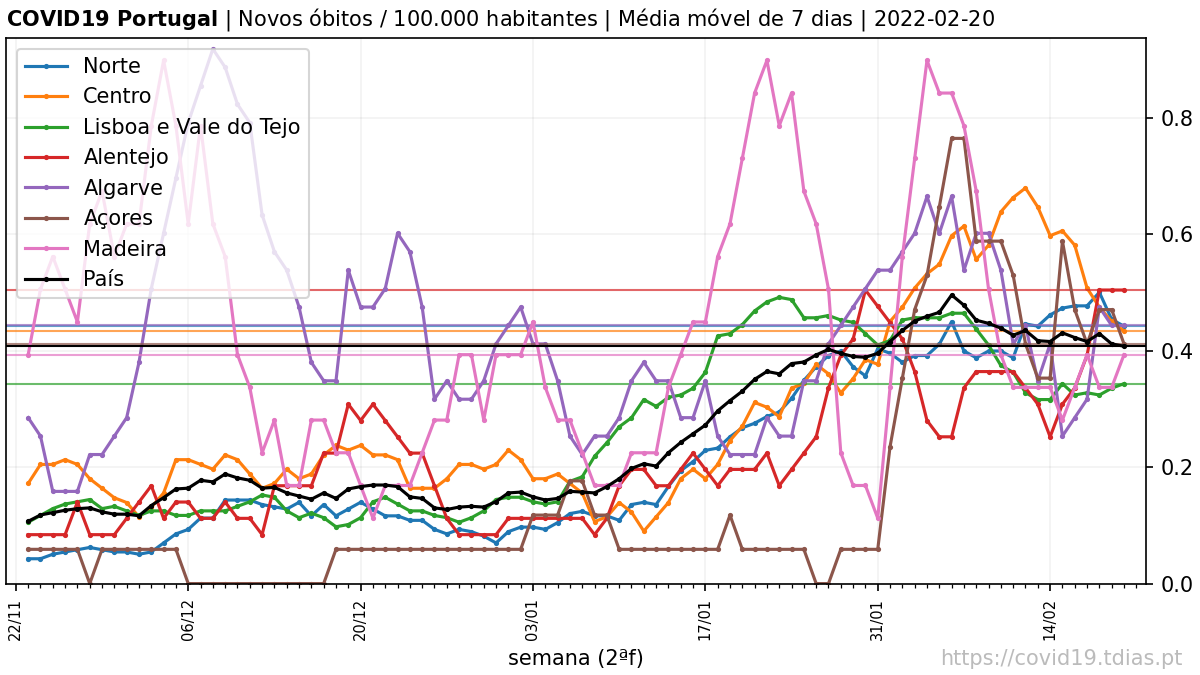 COVID19 Portugal | Novos óbitos / 100.000 habitantes | Média móvel de 7 dias | 2022-02-20
Norte
Centro
Lisboa e Vale do Tejo
Alentejo
Algarve
Açores
Madeira
País
0.8
0.6
0.4
0.2
0.0
22/11
06/12
20/12
03/01
17/01
31/01
14/02
semana (2ªf)
https://covid19.tdias.pt